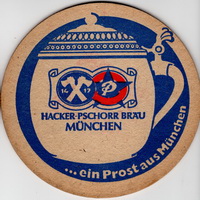 14 17
P
HACKER-PSCHORR BRÄU
MÜNCHEN
...ein Prost aus München